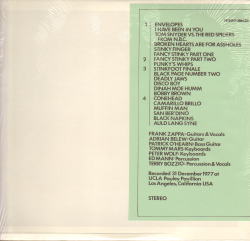 1 ENVELOPES
I HAVE BEEN IN YOU
TOM SNYDER VS. THE RED SPIDERS
FROM N.B.C.
BROKEN HEARTS ARE FOR ASSHOLES
STINKY FINGER
FANCY STINKY PART ONE
2 FANCY STINKY PART TWO
PUNKY'S WHIPS
3 STINKFOOT FINALE
BLACK PAGE NUMBER TWO
DEADLY JAWS
DISCO BOY
DINAH MOE HUMM
BOBBY BROWN
4 CONEHEAD
CAMARILLO BRILLO
MUFFIN MAN
SAN BER'DINO
BLACK NAPKINS
AULD LANG SYNE
FRANK ZAPPA-Guitars & Vocals
ADRIAN BELEW-Guitar
PATRICK O'HEARN-Bass Guitar
TOMMY MARS-Keyboards
PETER WOLF-Keyboards
ED MANN-Percussion
TERRY BOZZIO-Percussion & Vocals
Recorded 31 December 1977 at
UCLA Pauley Pavilion
Los Angeles, California USA
STEREO